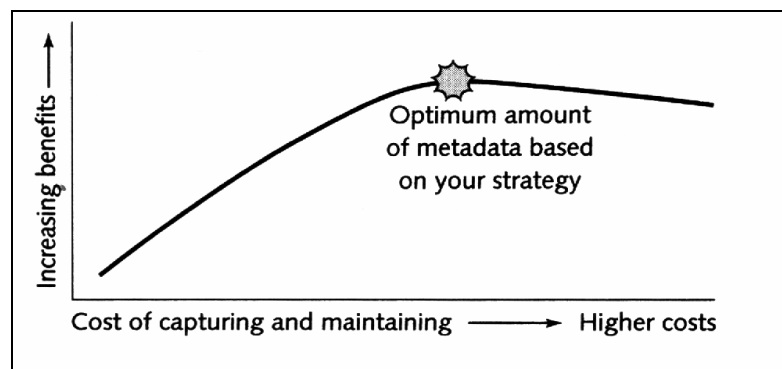 Increasing benefits
Optimum amount
of metadata based
on your strategy
Cost of capturing and maintaining
Higher costs